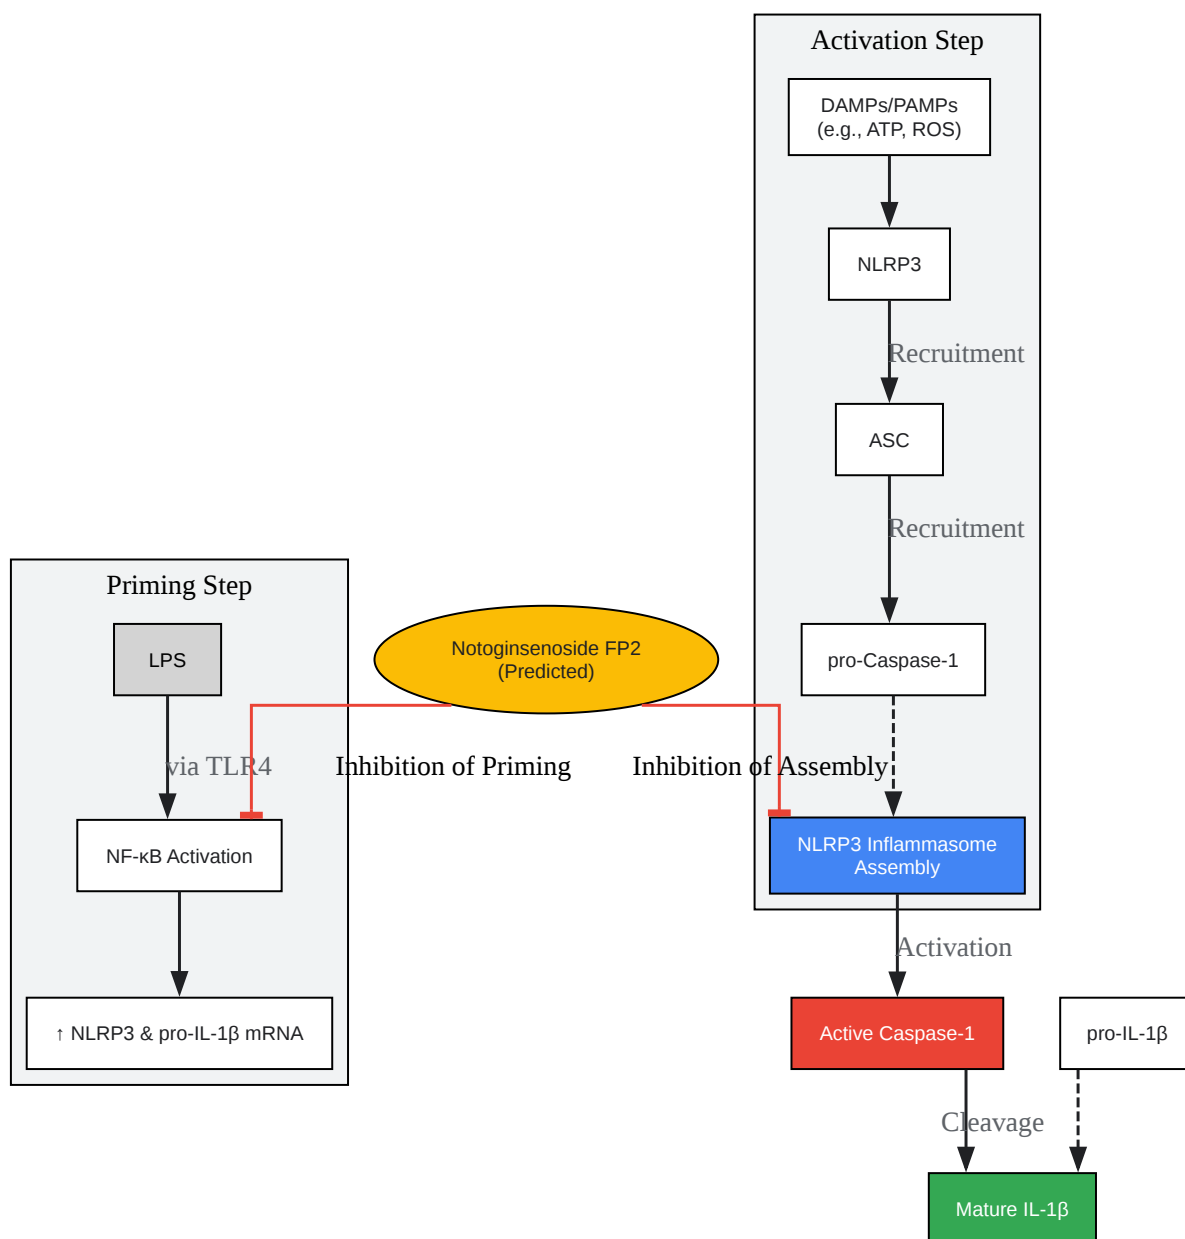 Activation Step
DAMPs/PAMPs
(e.g., ATP, ROS)
NLRP3
Recruitment
ASC
Recruitment
Priming Step
LPS
Notoginsenoside FP2
(Predicted)
pro-Caspase-1
via TLR4
Inhibition of Priming
Inhibition of Assembly
NF-κB Activation
NLRP3 Inflammasome
Assembly
Activation
↑ NLRP3 & pro-IL-1β mRNA
Active Caspase-1
pro-IL-1β
Cleavage
Mature IL-1β